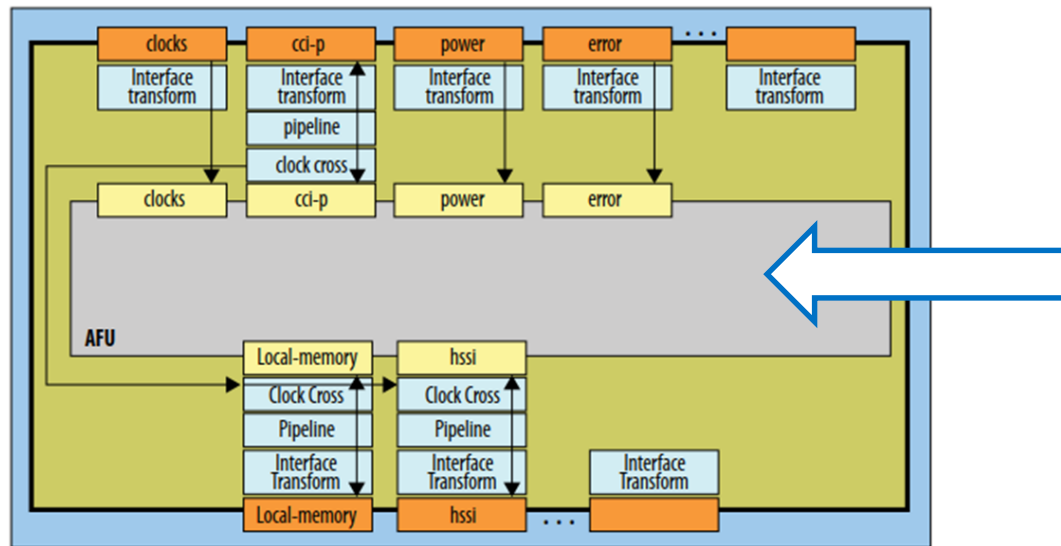 clocks cci-p power error ...
Interface transform
Interface transform
Interface transform
Interface transform
Interface transform
pipeline
clock cross
clocks cci-p power error
AFU
Local-memory hssi
Clock Cross Clock Cross
Pipeline Pipeline
Interface Transform
Interface Transform
Interface Transform
Local-memory hssi ...